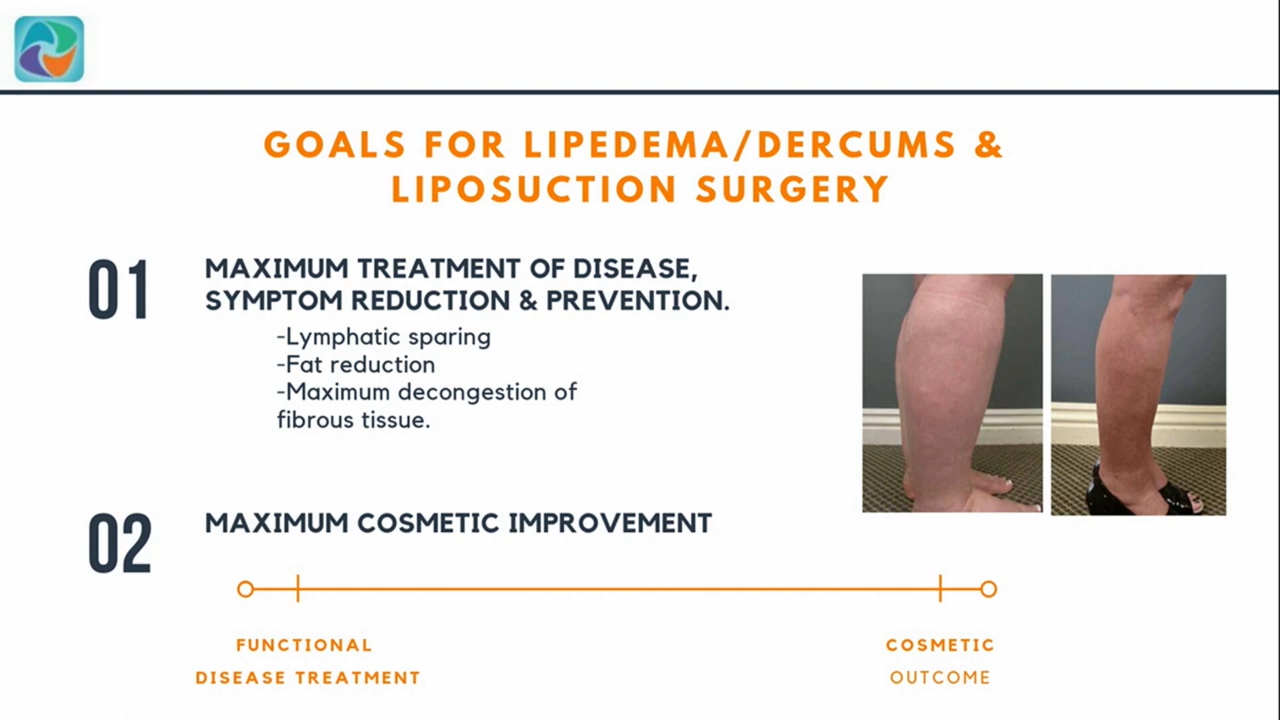 GOALS FOR LIPEDEMA/DERCUMS &
LIPOSUCTION SURGERY
01
MAXIMUM TREATMENT OF DISEASE,
SYMPTOM REDUCTION & PREVENTION.
-Lymphatic sparing
-Fat reduction
-Maximum decongestion of
fibrous tissue.
02
MAXIMUM COSMETIC IMPROVEMENT
FUNCTIONAL
DISEASE TREATMENT
COSMETIC
OUTCOME